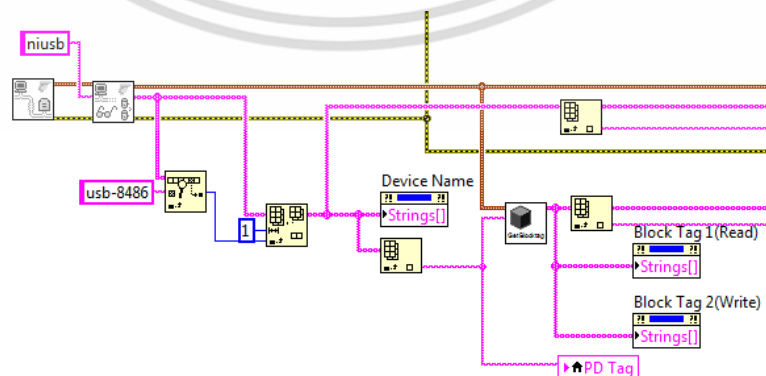 niusb
usb-8486
1
Device Name
Strings[]
GetBlocktag
Block Tag 1(Read)
Strings[]
Block Tag 2(Write)
Strings[]
PD Tag